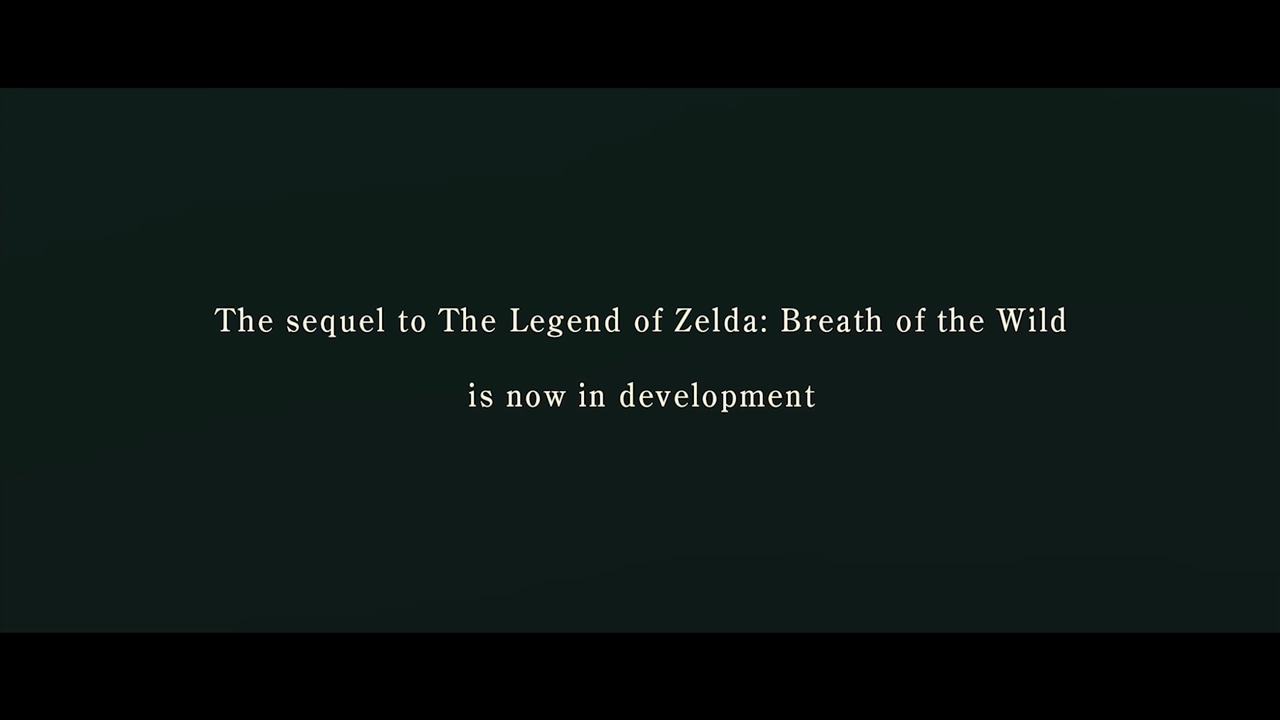 The sequel to The Legend of Zelda: Breath of the Wild
is now in development